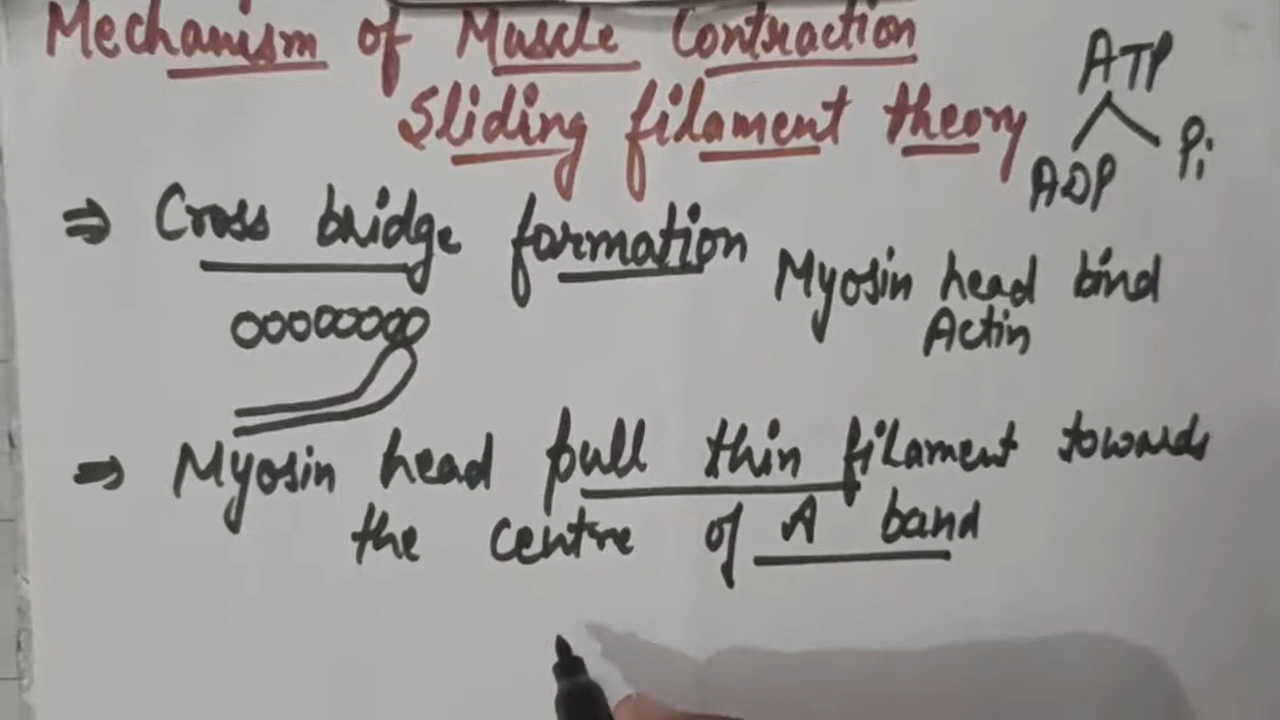 Mechanism of Muscle Contraction
Sliding filament theory
ATP
ADP Pi
⇒ Cross bridge formation
Myosin head bind
Actin
⇒ Myosin head pull thin filament towards
the centre of A band